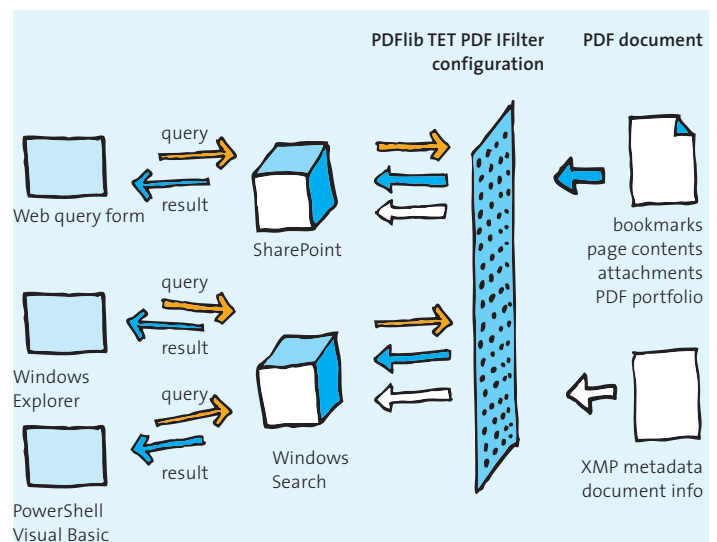 PDFlib TET PDF IFilter
configuration
PDF document
query
result
Web query form
SharePoint
bookmarks
page contents
attachments
PDF portfolio
query
result
Windows
Explorer
query
result
Windows
Search
PowerShell
Visual Basic
XMP metadata
document info